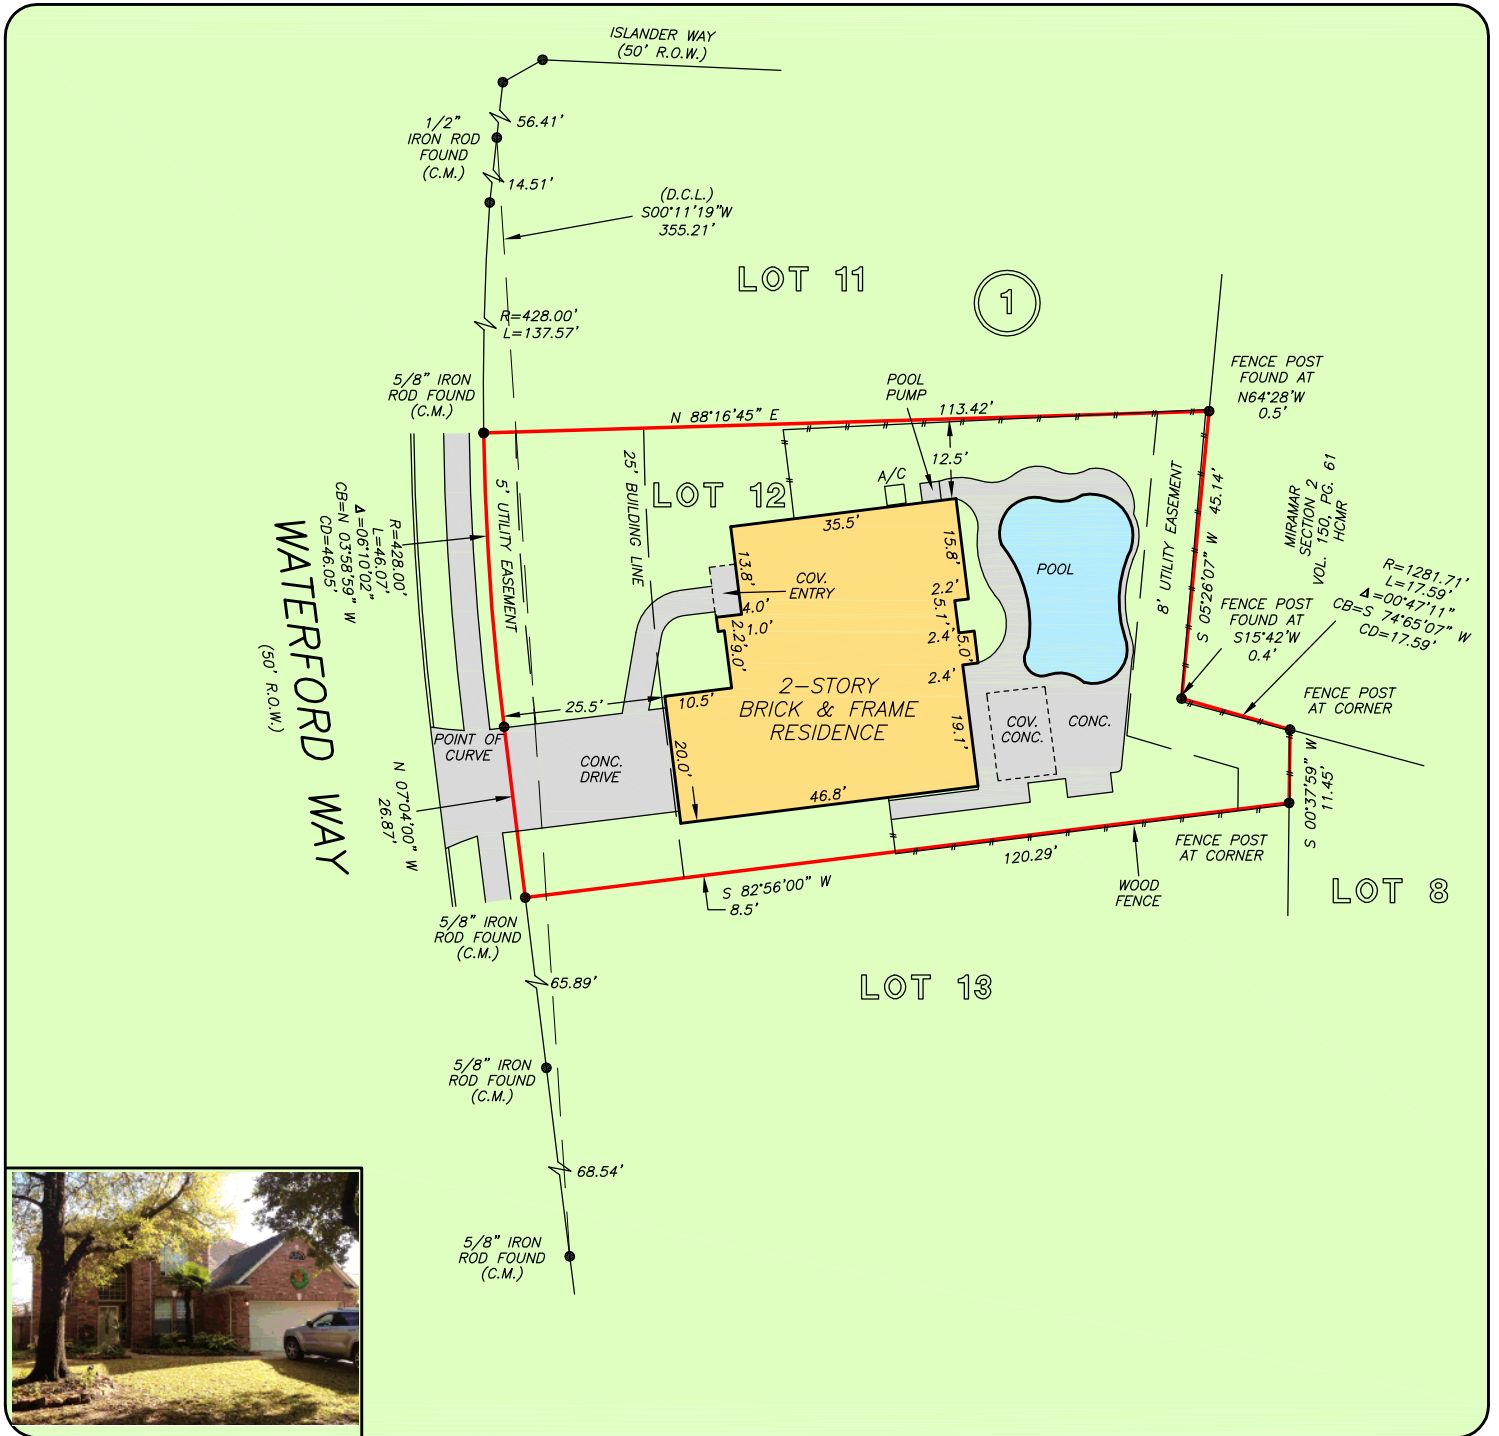 ISLANDER WAY
(50' R.O.W.)
56.41'
1/2"
IRON ROD
FOUND
(C.M.)
14.51'
(D.C.L.)
S00°11'19"W
355.21'
LOT 11
1
R=428.00'
L=137.57'
5/8" IRON
ROD FOUND
(C.M.)
POOL
PUMP
FENCE POST
FOUND AT
N64°28'W
0.5'
N 88°16'45" E
113.42'
12.5'
A/C
25' BUILDING LINE
LOT 12
5' UTILITY EASEMENT
8' UTILITY EASEMENT
S 05°26'07" W 45.14'
MIRAMAR
SECTION 2
VOL. 150, PG. 61
HCMR
R=428.00'
L=46.07'
Δ=06°10'02"
CB=N 03°58'59" W
CD=46.05'
WATERFORD WAY
(50' R.O.W.)
35.5'
15.8'
13.8'
COV.
ENTRY
POOL
4.0'
2.2'
1.0'
9.0'
2.2'
5.1'
2.4'
5.0'
2.4'
R=1281.71'
L=17.59'
Δ=00°47'11"
CB=S 74°65'07" W
CD=17.59'
FENCE POST
FOUND AT
S15°42'W
0.4'
FENCE POST
AT CORNER
2-STORY
BRICK & FRAME
RESIDENCE
10.5'
25.5'
20.0'
19.1'
46.8'
COV.
CONC.
CONC.
POINT OF
CURVE
CONC.
DRIVE
N 07°04'00" W
26.87'
S 00°37'59" W
11.45'
FENCE POST
AT CORNER
120.29'
WOOD
FENCE
S 82°56'00" W
8.5'
LOT 8
5/8" IRON
ROD FOUND
(C.M.)
65.89'
LOT 13
5/8" IRON
ROD FOUND
(C.M.)
68.54'
5/8" IRON
ROD FOUND
(C.M.)